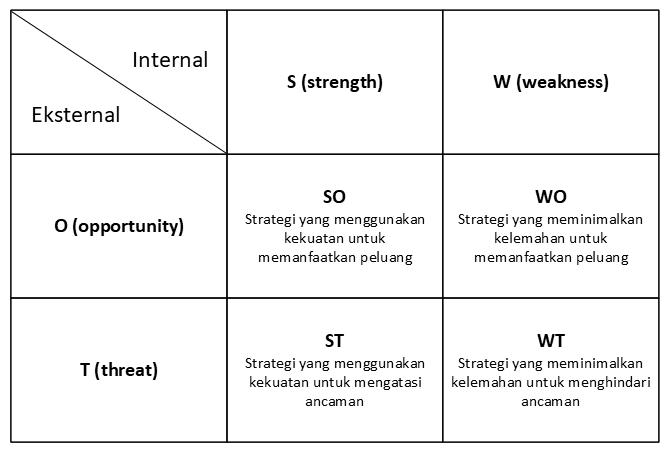 Internal
Eksternal
S (strength)
W (weakness)
O (opportunity)
SO
Strategi yang menggunakan
kekuatan untuk
memanfaatkan peluang
WO
Strategi yang meminimalkan
kelemahan untuk
memanfaatkan peluang
T (threat)
ST
Strategi yang menggunakan
kekuatan untuk mengatasi
ancaman
WT
Strategi yang meminimalkan
kelemahan untuk menghindari
ancaman